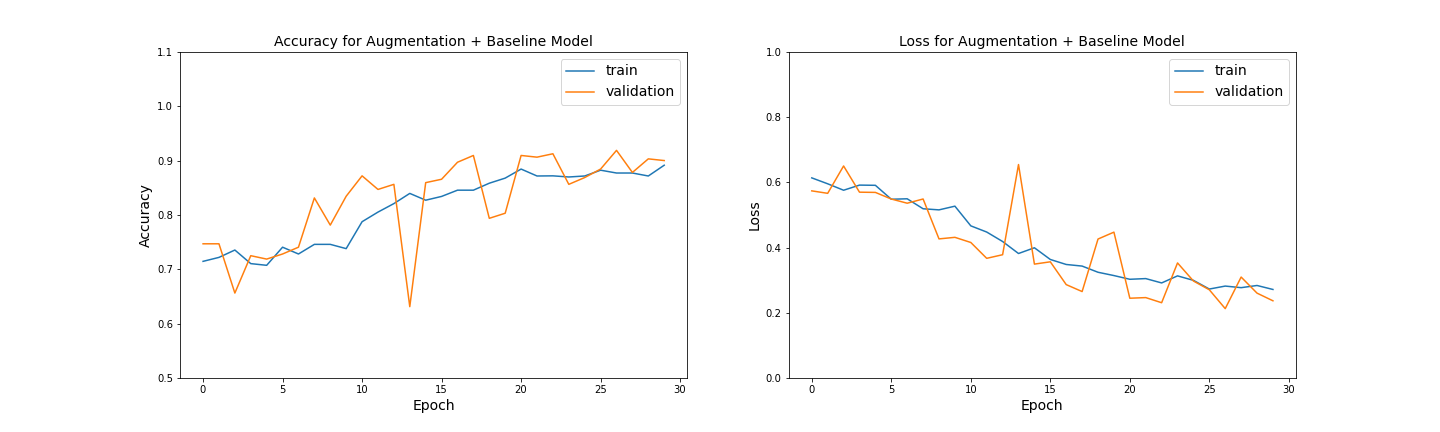 Accuracy for Augmentation + Baseline Model
1.1
1.0
0.9
0.8
0.7
0.6
0.5
Accuracy
train
validation
0 5 10 15 20 25 30
Epoch
Loss for Augmentation + Baseline Model
1.0
0.8
0.6
0.4
0.2
0.0
Loss
train
validation
0 5 10 15 20 25 30
Epoch